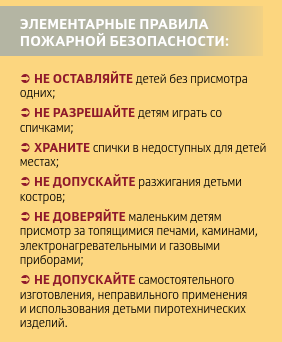 ЭЛЕМЕНТАРНЫЕ ПРАВИЛА
ПОЖАРНОЙ БЕЗОПАСНОСТИ:
➲ НЕ ОСТАВЛЯЙТЕ детей без присмотра
одних;
➲ НЕ РАЗРЕШАЙТЕ детям играть со
спичками;
➲ ХРАНИТЕ спички в недоступных для детей
местах;
➲ НЕ ДОПУСКАЙТЕ разжигания детьми
костров;
➲ НЕ ДОВЕРЯЙТЕ маленьким детям
присмотр за топящимися печами, каминами,
электронагревательными и газовыми
приборами;
➲ НЕ ДОПУСКАЙТЕ самостоятельного
изготовления, неправильного применения
и использования детьми пиротехнических
изделий.